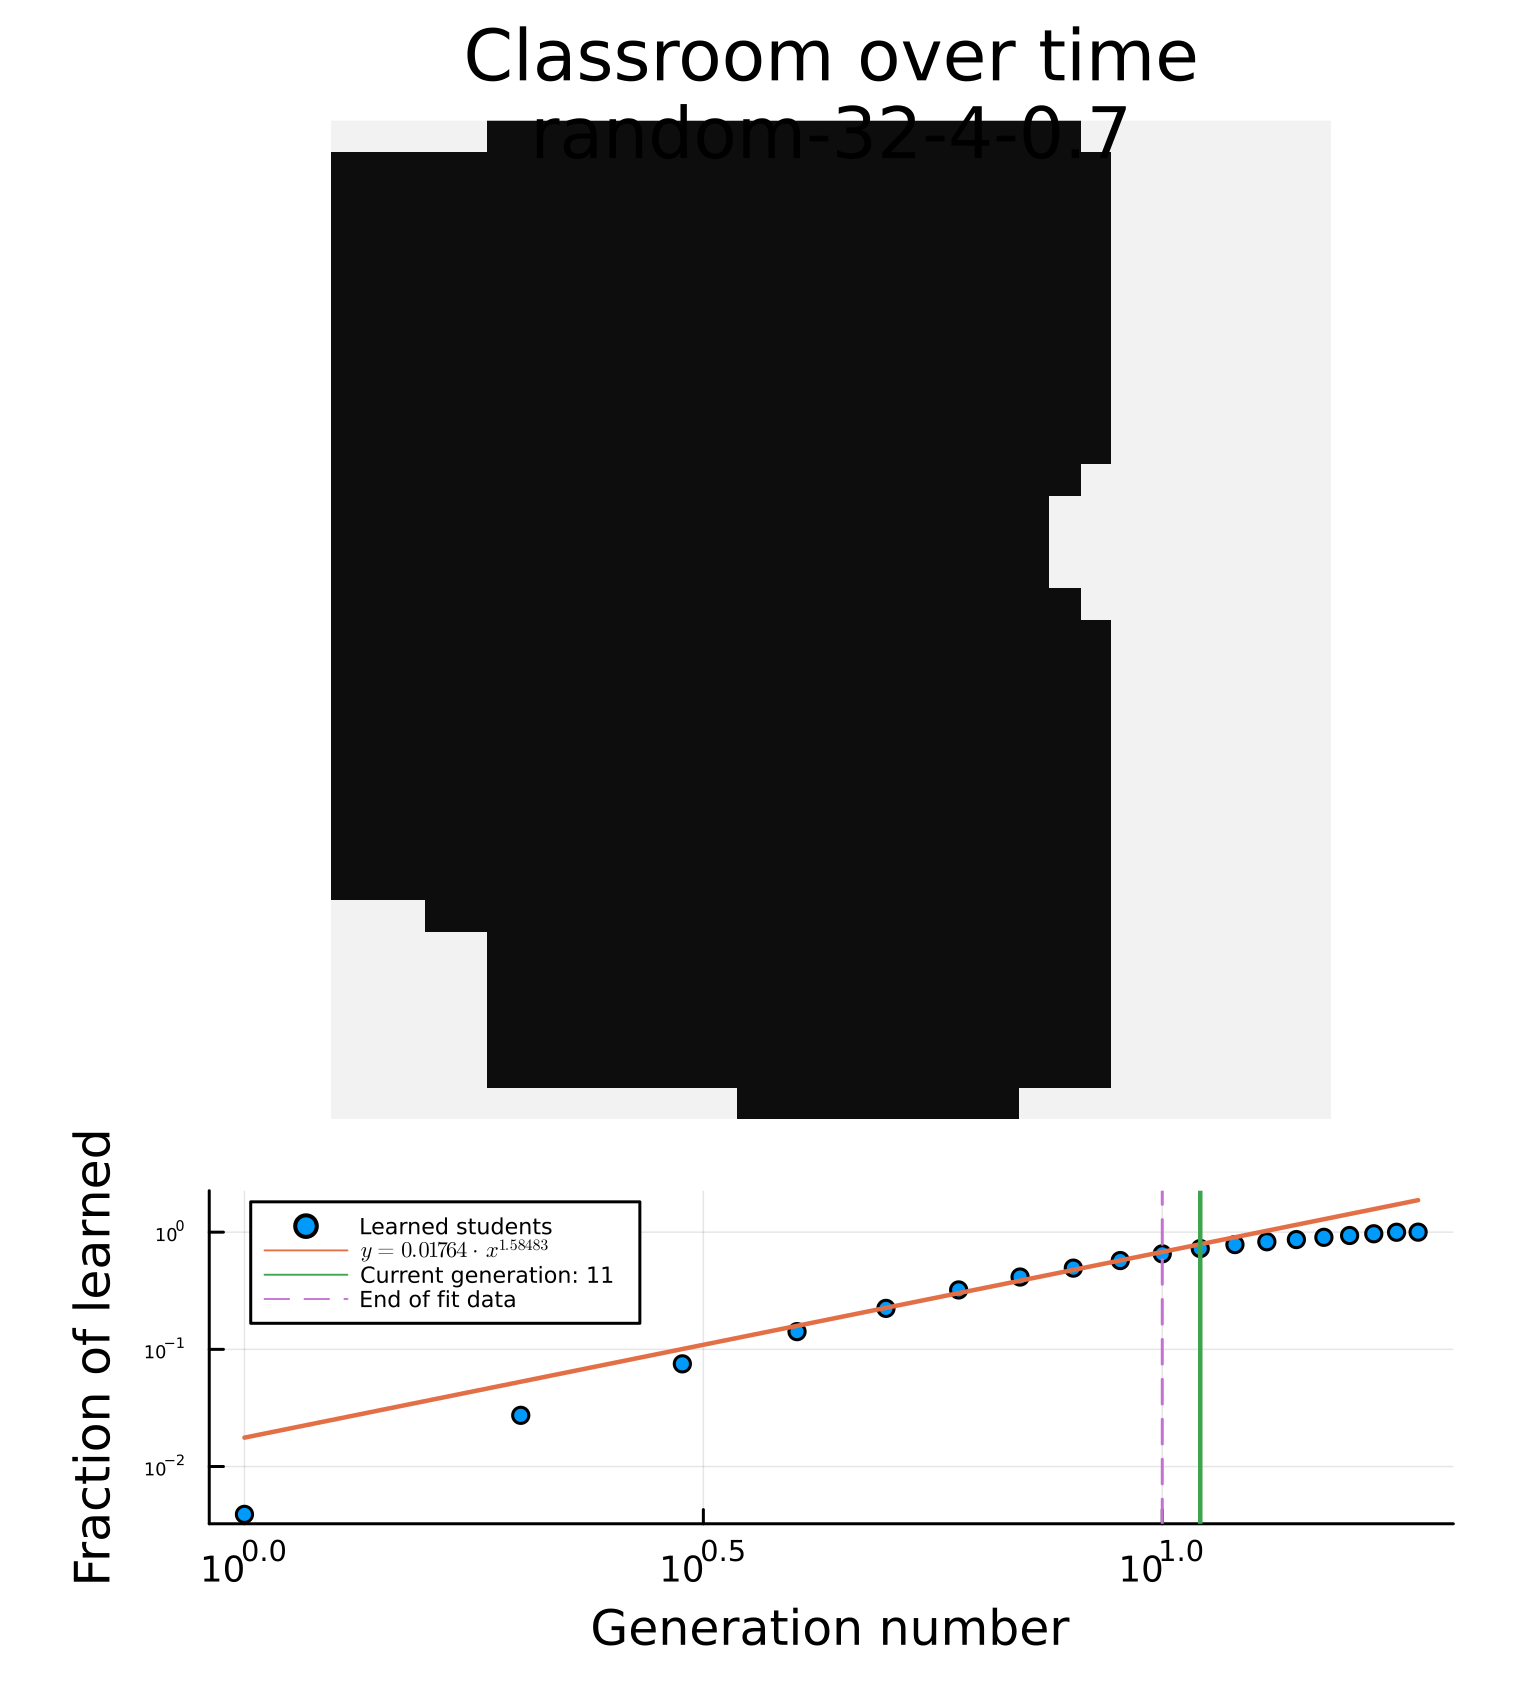 Classroom over time
random-32-4-0.7
Fraction of learned
10⁰
10⁻¹
10⁻²
Learned students
y = 0.01764 · x^1.58483
Current generation: 11
End of fit data
10^0.0
10^0.5
10^1.0
Generation number